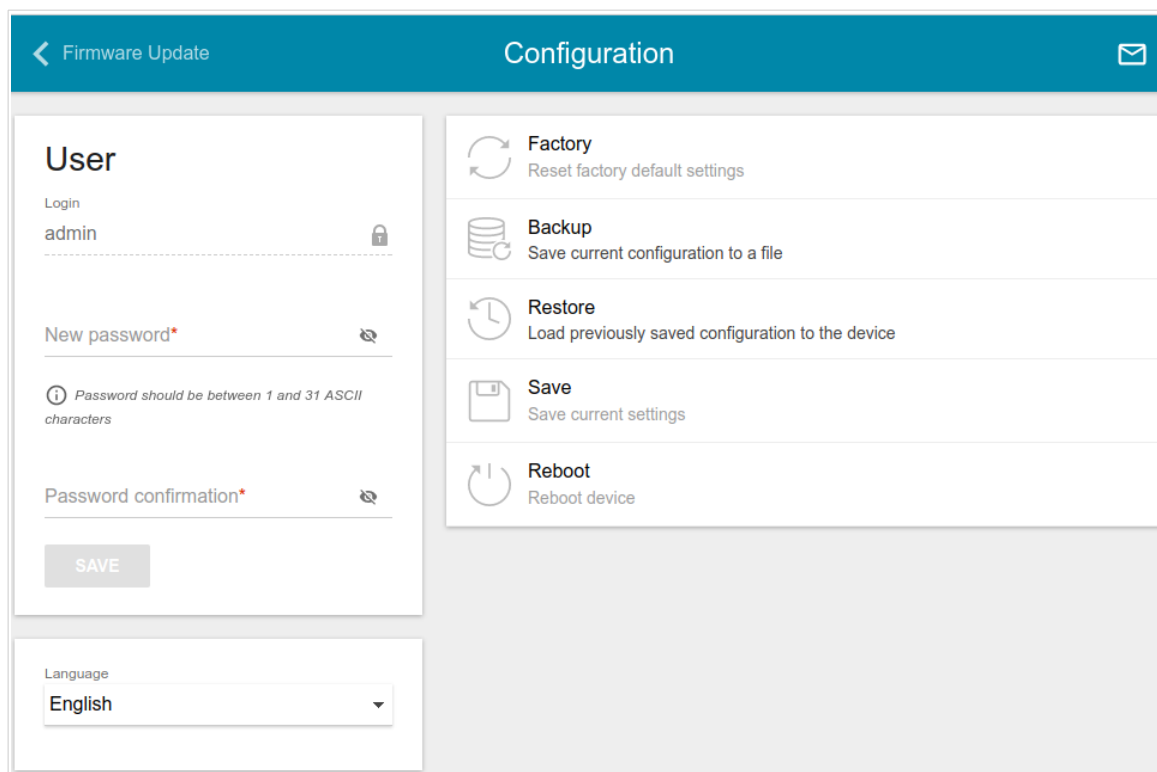 Firmware Update
Configuration
User
Login
admin
New password*
Password should be between 1 and 31 ASCII
characters
Password confirmation*
SAVE
Language
English
Factory
Reset factory default settings
Backup
Save current configuration to a file
Restore
Load previously saved configuration to the device
Save
Save current settings
Reboot
Reboot device